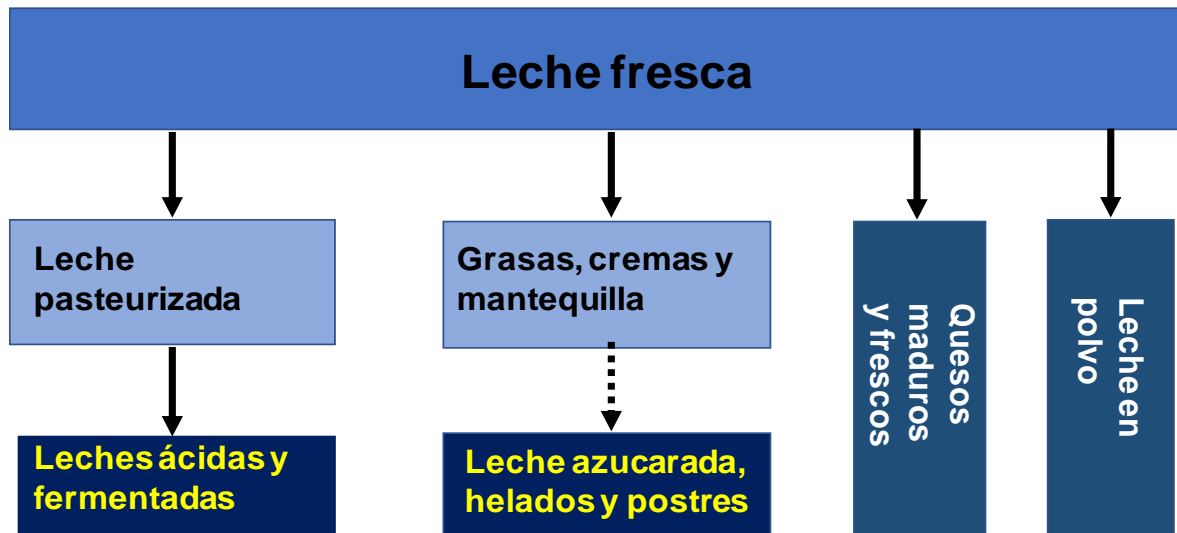 Leche fresca
Leche
pasteurizada
Grasas, cremas y
mantequilla
Quesos
maduros
y frescos
Leche en
polvo
Leches ácidas y
fermentadas
Leche azucarada,
helados y postres